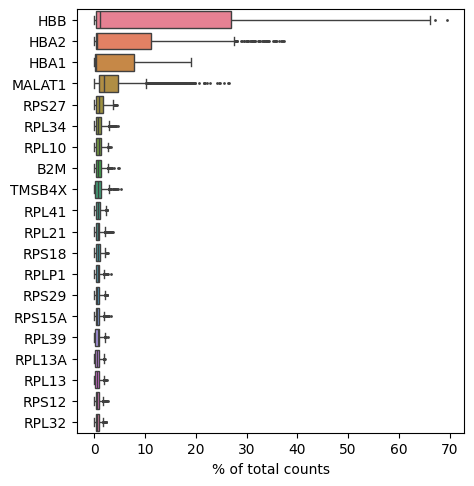 HBB
HBA2
HBA1
MALAT1
RPS27
RPL34
RPL10
B2M
TMSB4X
RPL41
RPL21
RPS18
RPLP1
RPS29
RPS15A
RPL39
RPL13A
RPL13
RPS12
RPL32
0 10 20 30 40 50 60 70
% of total counts